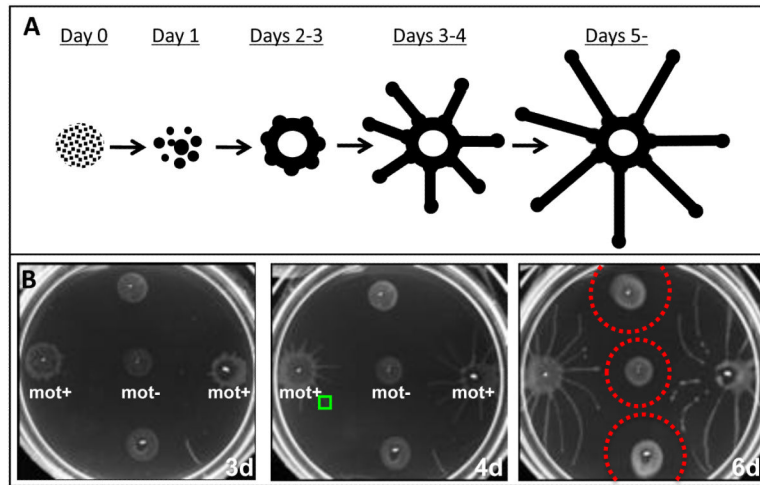 A
Day 0 Day 1 Days 2-3 Days 3-4 Days 5-
B
mot+ mot- mot+
3d
mot+ mot- mot+
4d
6d